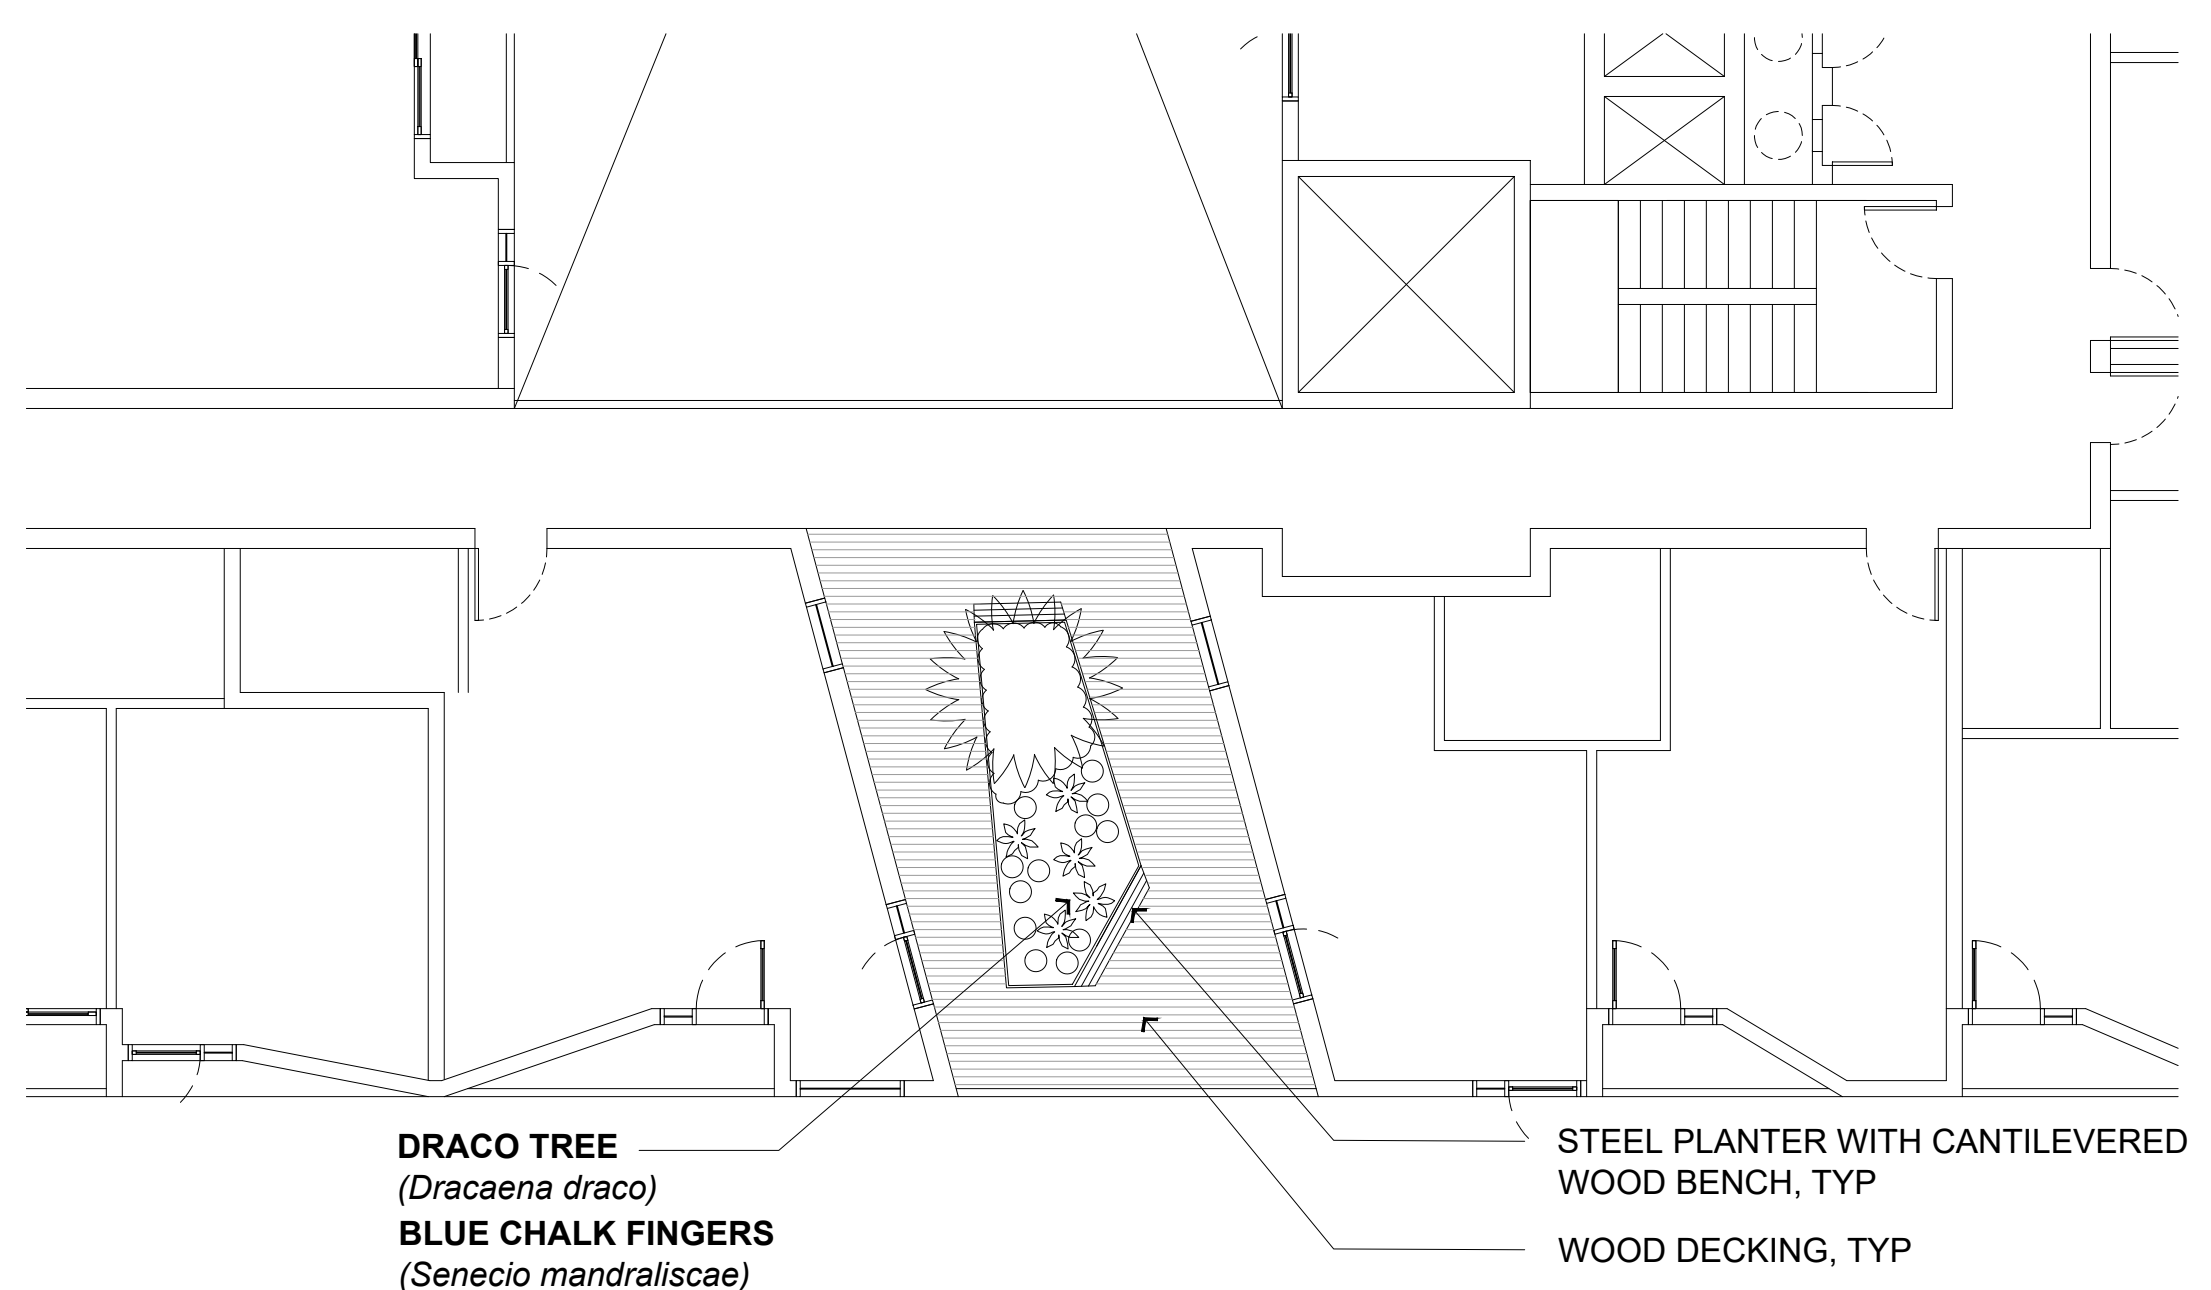 DRACO TREE
(Dracaena draco)
BLUE CHALK FINGERS
(Senecio mandraliscae)
STEEL PLANTER WITH CANTILEVERED
WOOD BENCH, TYP
WOOD DECKING, TYP